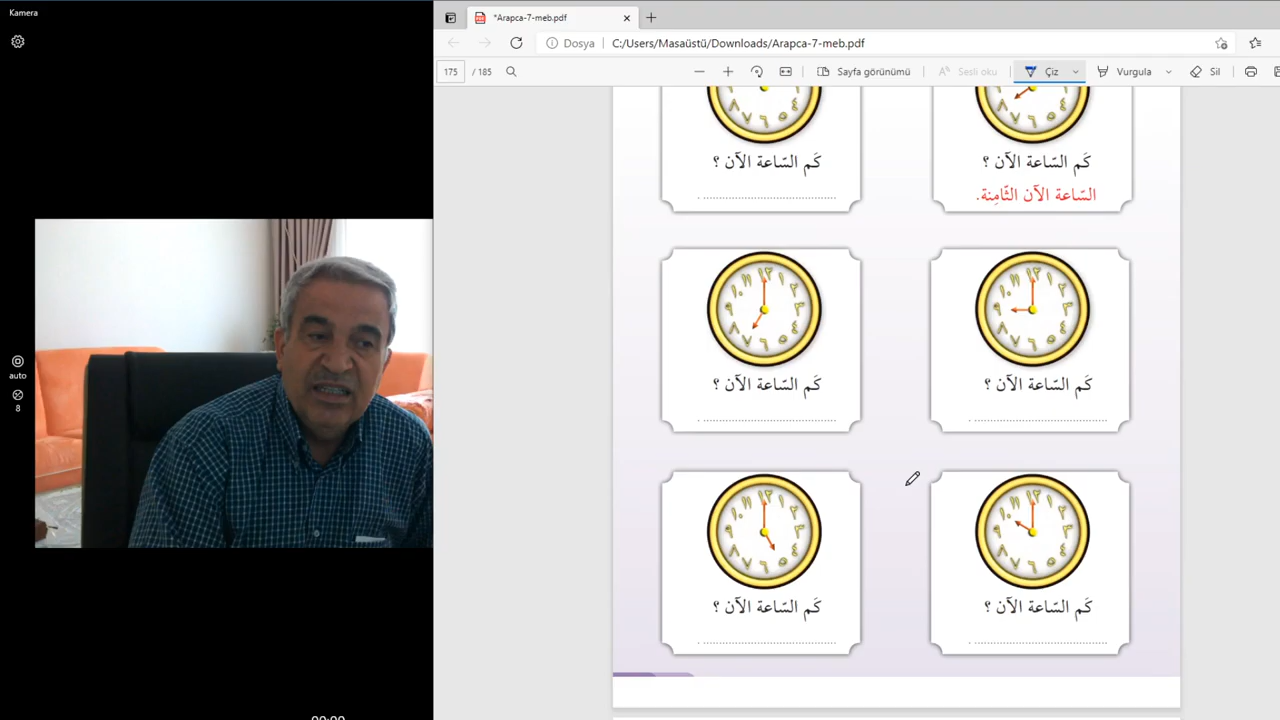 Kamera
auto
8
*Arapca-7-meb.pdf
Dosya C:/Users/Masaüstü/Downloads/Arapca-7-meb.pdf
175 / 185
Sayfa görünümü
Sesli oku
Çiz
Vurgula
Sil
كَم السّاعة الآن ؟
السّاعة الآن الثّامِنة.
كَم السّاعة الآن ؟
كَم السّاعة الآن ؟
كَم السّاعة الآن ؟
كَم السّاعة الآن ؟
كَم السّاعة الآن ؟